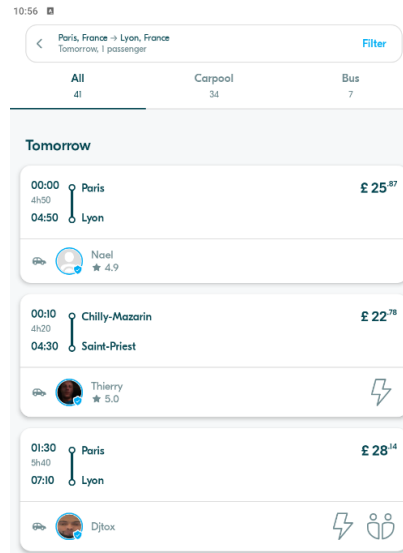 10:56 A
Paris, France → Lyon, France
Tomorrow, 1 passenger
Filter
All
41
Carpool
34
Bus
7
Tomorrow
00:00 Paris £25.87
4h50
04:50 Lyon
Nael
★ 4.9
00:10 Chilly-Mazarin £22.78
4h20
04:30 Saint-Priest
Thierry
★ 5.0
01:30 Paris £28.14
5h40
07:10 Lyon
Djtox